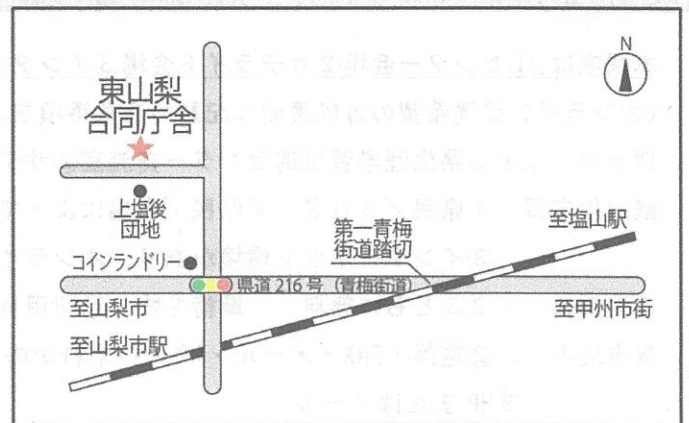 N
東山梨
合同庁舎
上塩後
団地
第一青梅
街道踏切
至塩山駅
コインランドリー
県道216号（青梅街道）
至山梨市
至甲州市街
至山梨市駅